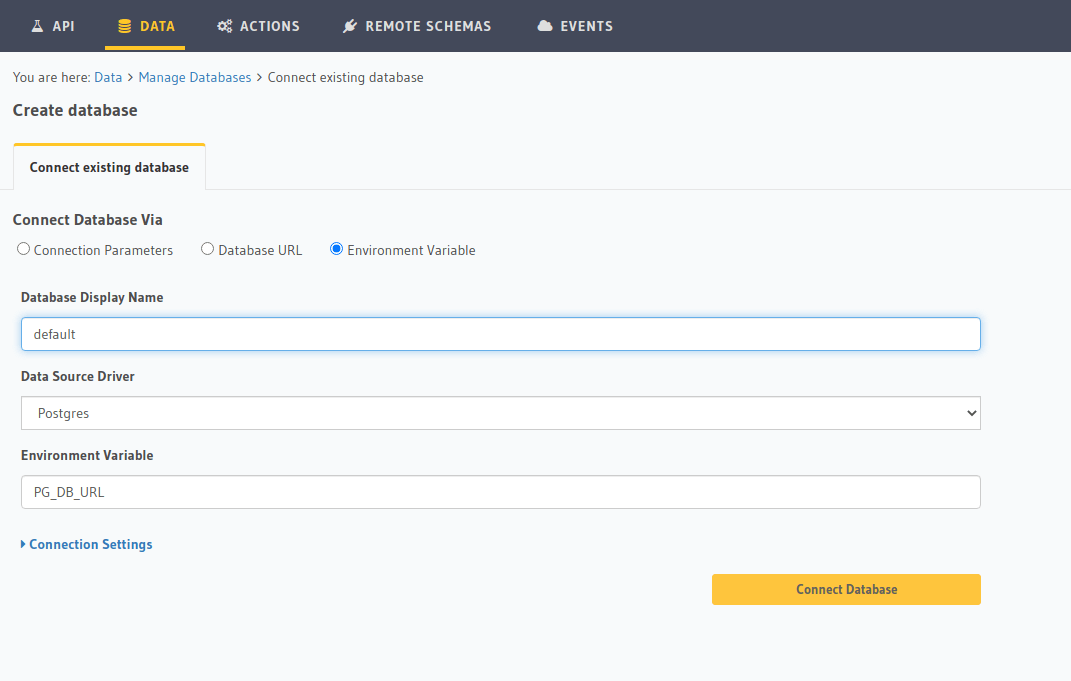 API DATA ACTIONS REMOTE SCHEMAS EVENTS
You are here: Data > Manage Databases > Connect existing database
Create database
Connect existing database
Connect Database Via
Connection Parameters Database URL Environment Variable
Database Display Name
default
Data Source Driver
Postgres
Environment Variable
PG_DB_URL
Connection Settings
Connect Database